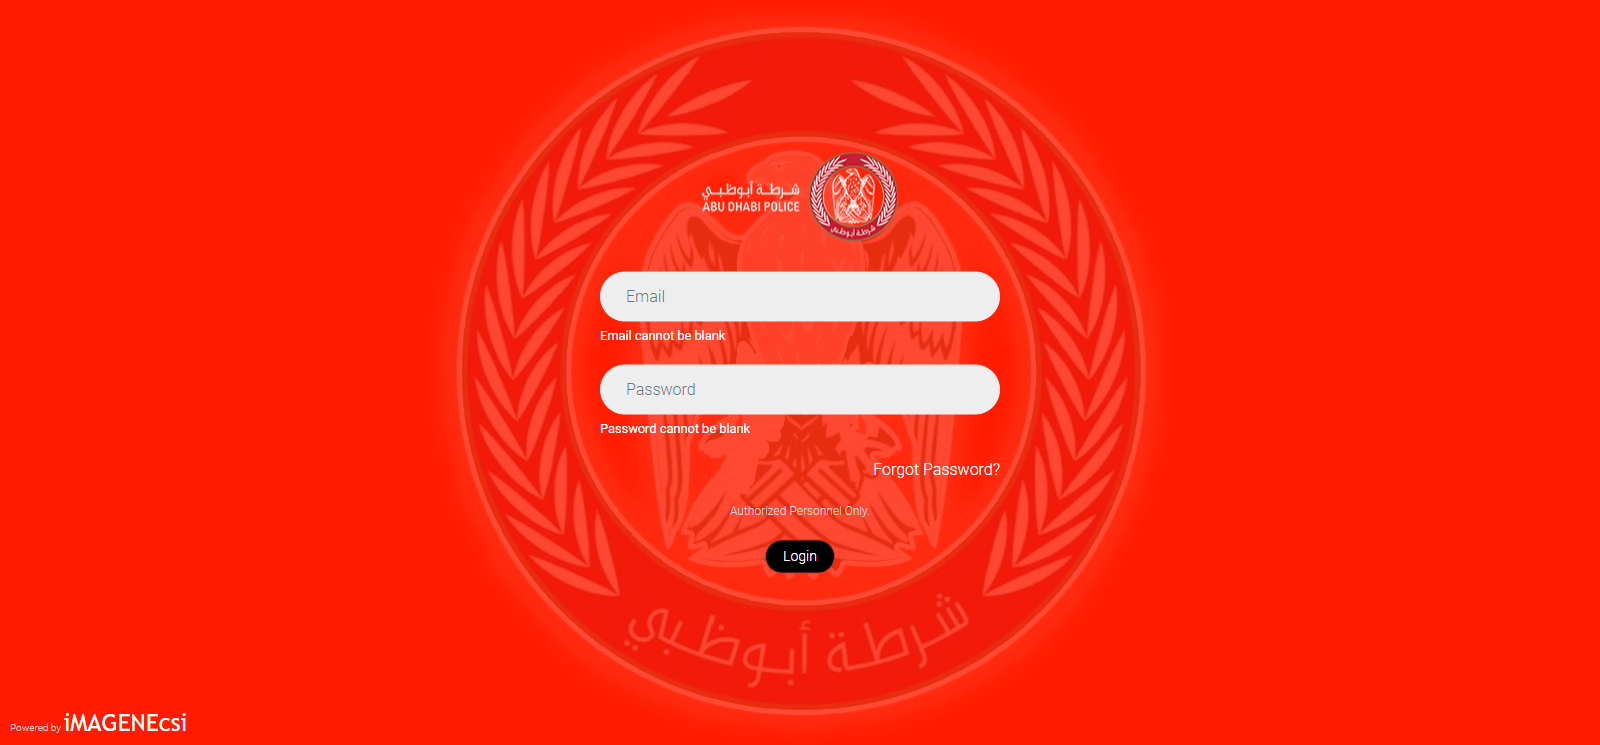 شرطة أبوظبي
ABU DHABI POLICE
شرطة أبوظبي
Email
Email cannot be blank
Password
Password cannot be blank
Forgot Password?
Authorized Personnel Only.
Login
شرطة أبوظبي
Powered by iMAGENEcsi